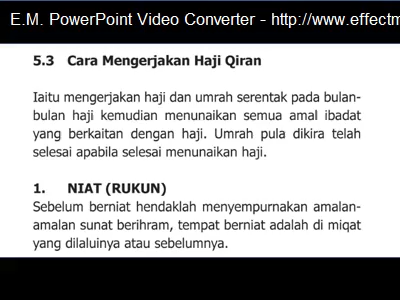 E.M. PowerPoint Video Converter - http://www.effectm
5.3 Cara Mengerjakan Haji Qiran
Iaitu mengerjakan haji dan umrah serentak pada bulan-
bulan haji kemudian menunaikan semua amal ibadat
yang berkaitan dengan haji. Umrah pula dikira telah
selesai apabila selesai menunaikan haji.
1. NIAT (RUKUN)
Sebelum berniat hendaklah menyempurnakan amalan-
amalan sunat berihram, tempat berniat adalah di miqat
yang dilaluinya atau sebelumnya.